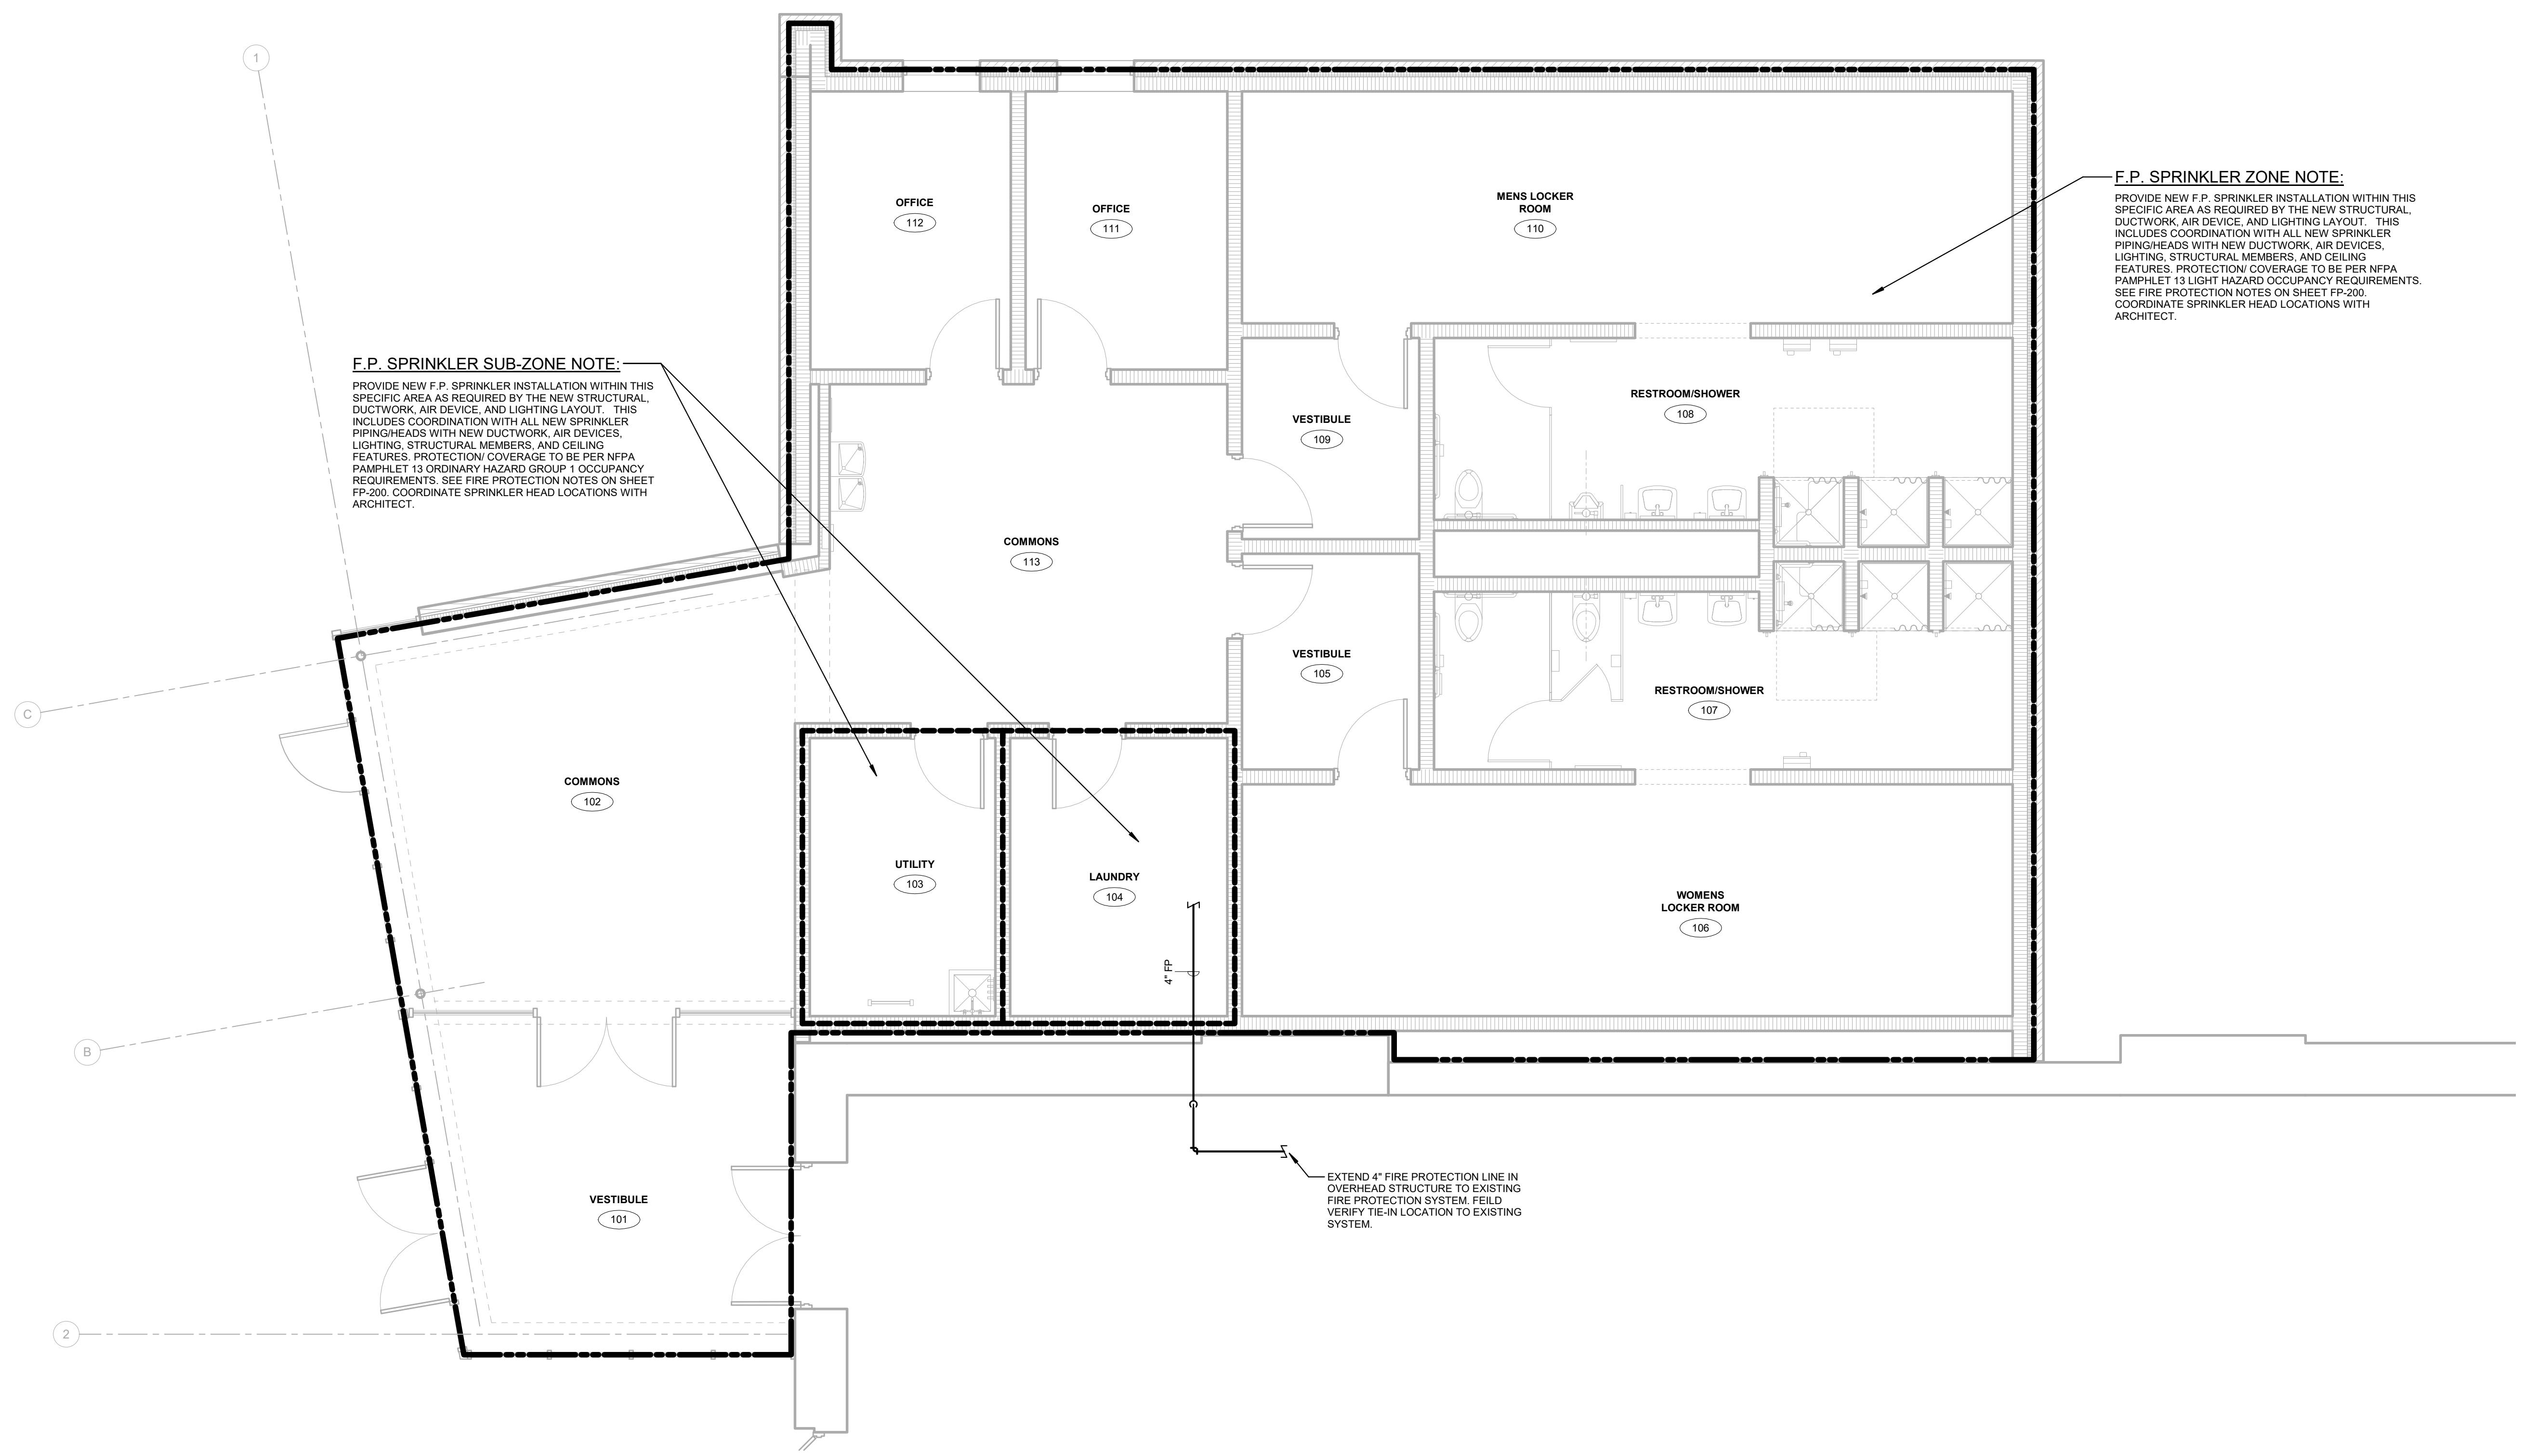 1
OFFICE
112
OFFICE
111
MENS LOCKER
ROOM
110
F.P. SPRINKLER ZONE NOTE:
PROVIDE NEW F.P. SPRINKLER INSTALLATION WITHIN THIS
SPECIFIC AREA AS REQUIRED BY THE NEW STRUCTURAL,
DUCTWORK, AIR DEVICE, AND LIGHTING LAYOUT. THIS
INCLUDES COORDINATION WITH ALL NEW SPRINKLER
PIPING/HEADS WITH NEW DUCTWORK, AIR DEVICES,
LIGHTING, STRUCTURAL MEMBERS, AND CEILING
FEATURES. PROTECTION/ COVERAGE TO BE PER NFPA
PAMPHLET 13 LIGHT HAZARD OCCUPANCY REQUIREMENTS.
SEE FIRE PROTECTION NOTES ON SHEET FP-200.
COORDINATE SPRINKLER HEAD LOCATIONS WITH
ARCHITECT.
F.P. SPRINKLER SUB-ZONE NOTE:
PROVIDE NEW F.P. SPRINKLER INSTALLATION WITHIN THIS
SPECIFIC AREA AS REQUIRED BY THE NEW STRUCTURAL,
DUCTWORK, AIR DEVICE, AND LIGHTING LAYOUT. THIS
INCLUDES COORDINATION WITH ALL NEW SPRINKLER
PIPING/HEADS WITH NEW DUCTWORK, AIR DEVICES,
LIGHTING, STRUCTURAL MEMBERS, AND CEILING
FEATURES. PROTECTION/ COVERAGE TO BE PER NFPA
PAMPHLET 13 ORDINARY HAZARD GROUP 1 OCCUPANCY
REQUIREMENTS. SEE FIRE PROTECTION NOTES ON SHEET
FP-200. COORDINATE SPRINKLER HEAD LOCATIONS WITH
ARCHITECT.
VESTIBULE
109
RESTROOM/SHOWER
108
COMMONS
113
VESTIBULE
105
RESTROOM/SHOWER
107
C
COMMONS
102
UTILITY
103
LAUNDRY
104
WOMENS
LOCKER ROOM
106
4" FP
B
VESTIBULE
101
EXTEND 4" FIRE PROTECTION LINE IN
OVERHEAD STRUCTURE TO EXISTING
FIRE PROTECTION SYSTEM. FEILD
VERIFY TIE-IN LOCATION TO EXISTING
SYSTEM.
2